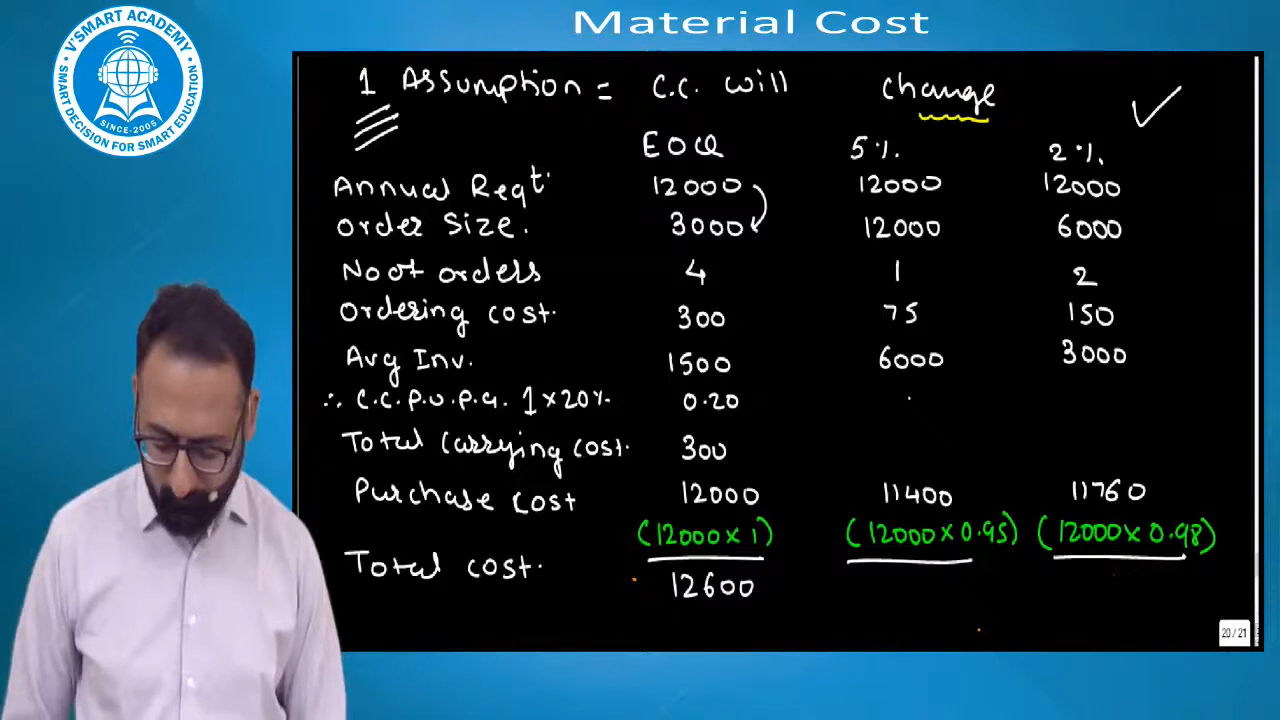 Material Cost
V'SMART ACADEMY
SMART DECISION FOR SMART EDUCATION
SINCE-2005
1 Assumption = C.C. will change
EOQ 5% 2%
Annual Reqt. 12000 12000 12000
Order Size. 3000 12000 6000
No of orders 4 1 2
Ordering cost. 300 75 150
Avg Inv. 1500 6000 3000
∴ C.C.P.U.P.A. 1 x 20% 0.20
Total Carrying cost. 300
Purchase cost 12000 11400 11760
(12000 x 1) (12000 x 0.95) (12000 x 0.98)
Total cost. 12600
20/21